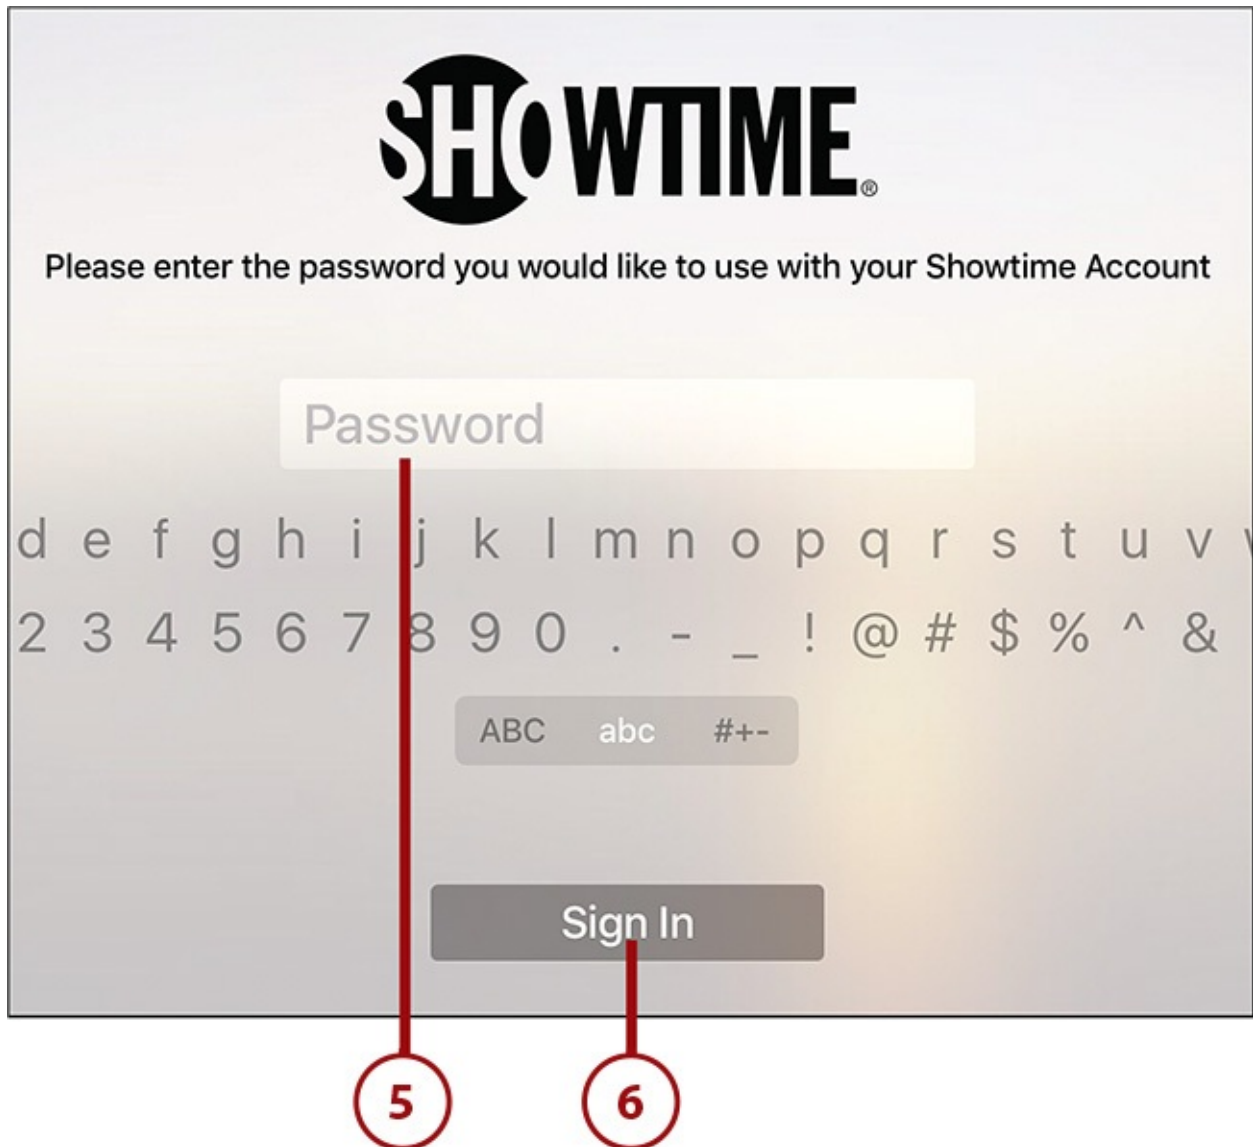 SHOWTIME®
Please enter the password you would like to use with your Showtime Account
Password
d e f g h i j k l m n o p q r s t u v
2 3 4 5 6 7 8 9 0 . - _ ! @ # $ % ^ &
ABC abc #+-
Sign In
5 6